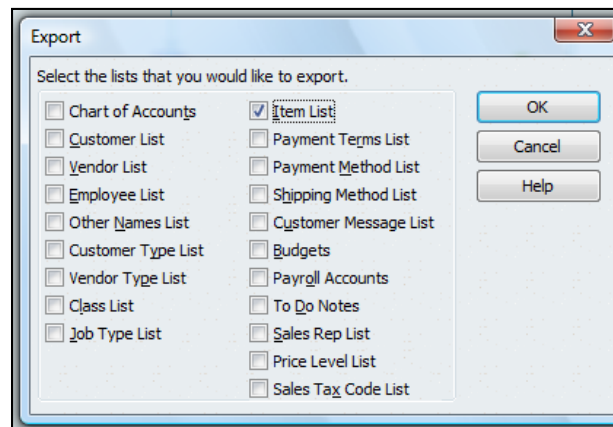 Export
Select the lists that you would like to export.
Chart of Accounts
Customer List
Vendor List
Employee List
Other Names List
Customer Type List
Vendor Type List
Class List
Job Type List
Item List
Payment Terms List
Payment Method List
Shipping Method List
Customer Message List
Budgets
Payroll Accounts
To Do Notes
Sales Rep List
Price Level List
Sales Tax Code List
OK
Cancel
Help